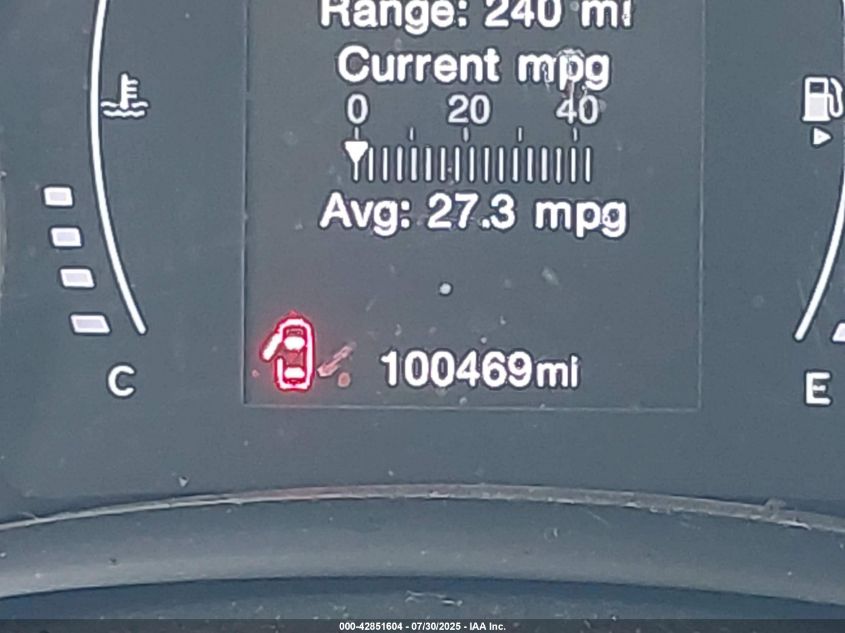 Range: 240 mi
Current mpg
0 20 40
Avg: 27.3 mpg
100469mi
C
E
000-42851604 - 07/30/2025 - IAA Inc.